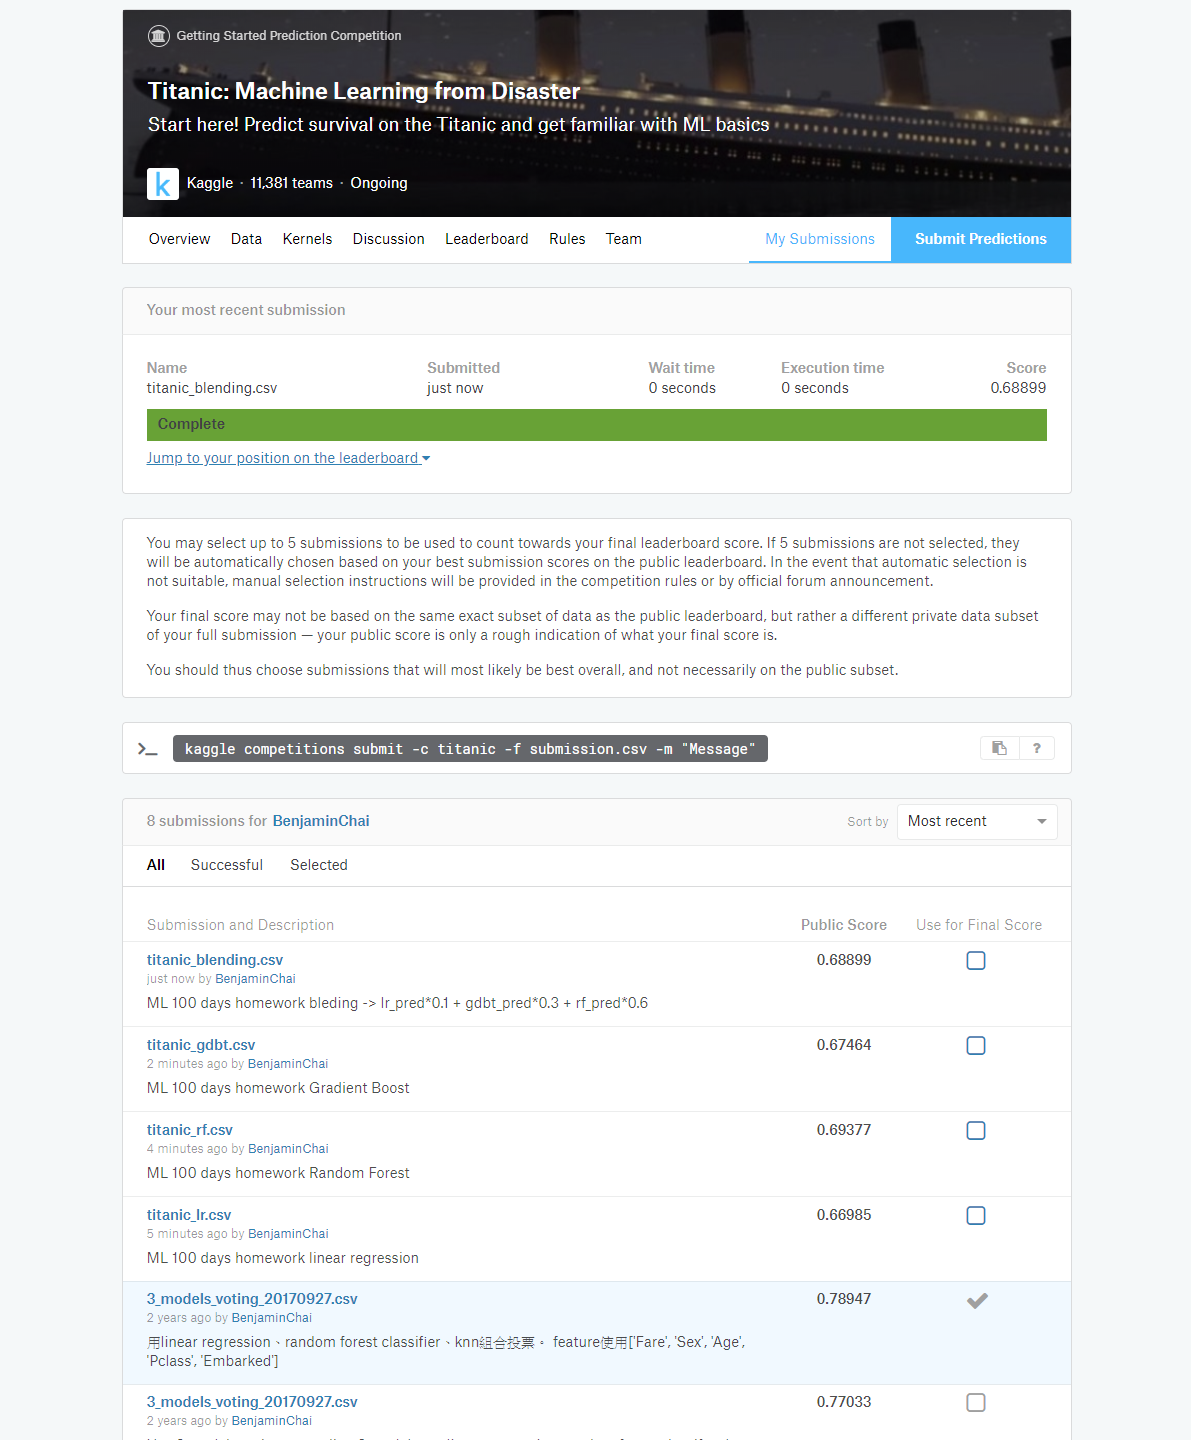 Getting Started Prediction Competition
Titanic: Machine Learning from Disaster
Start here! Predict survival on the Titanic and get familiar with ML basics
k
Kaggle · 11,381 teams · Ongoing
Overview Data Kernels Discussion Leaderboard Rules Team My Submissions Submit Predictions
Your most recent submission
Name Submitted Wait time Execution time Score
titanic_blending.csv just now 0 seconds 0 seconds 0.68899
Complete
Jump to your position on the leaderboard
You may select up to 5 submissions to be used to count towards your final leaderboard score. If 5 submissions are not selected, they
will be automatically chosen based on your best submission scores on the public leaderboard. In the event that automatic selection is
not suitable, manual selection instructions will be provided in the competition rules or by official forum announcement.
Your final score may not be based on the same exact subset of data as the public leaderboard, but rather a different private data subset
of your full submission — your public score is only a rough indication of what your final score is.
You should thus choose submissions that will most likely be best overall, and not necessarily on the public subset.
kaggle competitions submit -c titanic -f submission.csv -m "Message" ?
8 submissions for BenjaminChai Sort by Most recent
All Successful Selected
Submission and Description Public Score Use for Final Score
titanic_blending.csv 0.68899
just now by BenjaminChai
ML 100 days homework bleding -> lr_pred*0.1 + gdbt_pred*0.3 + rf_pred*0.6
titanic_gdbt.csv 0.67464
2 minutes ago by BenjaminChai
ML 100 days homework Gradient Boost
titanic_rf.csv 0.69377
4 minutes ago by BenjaminChai
ML 100 days homework Random Forest
titanic_lr.csv 0.66985
5 minutes ago by BenjaminChai
ML 100 days homework linear regression
3_models_voting_20170927.csv 0.78947
2 years ago by BenjaminChai
用linear regression、random forest classifier、knn組合投票。 feature使用['Fare', 'Sex', 'Age',
'Pclass', 'Embarked']
3_models_voting_20170927.csv 0.77033
2 years ago by BenjaminChai